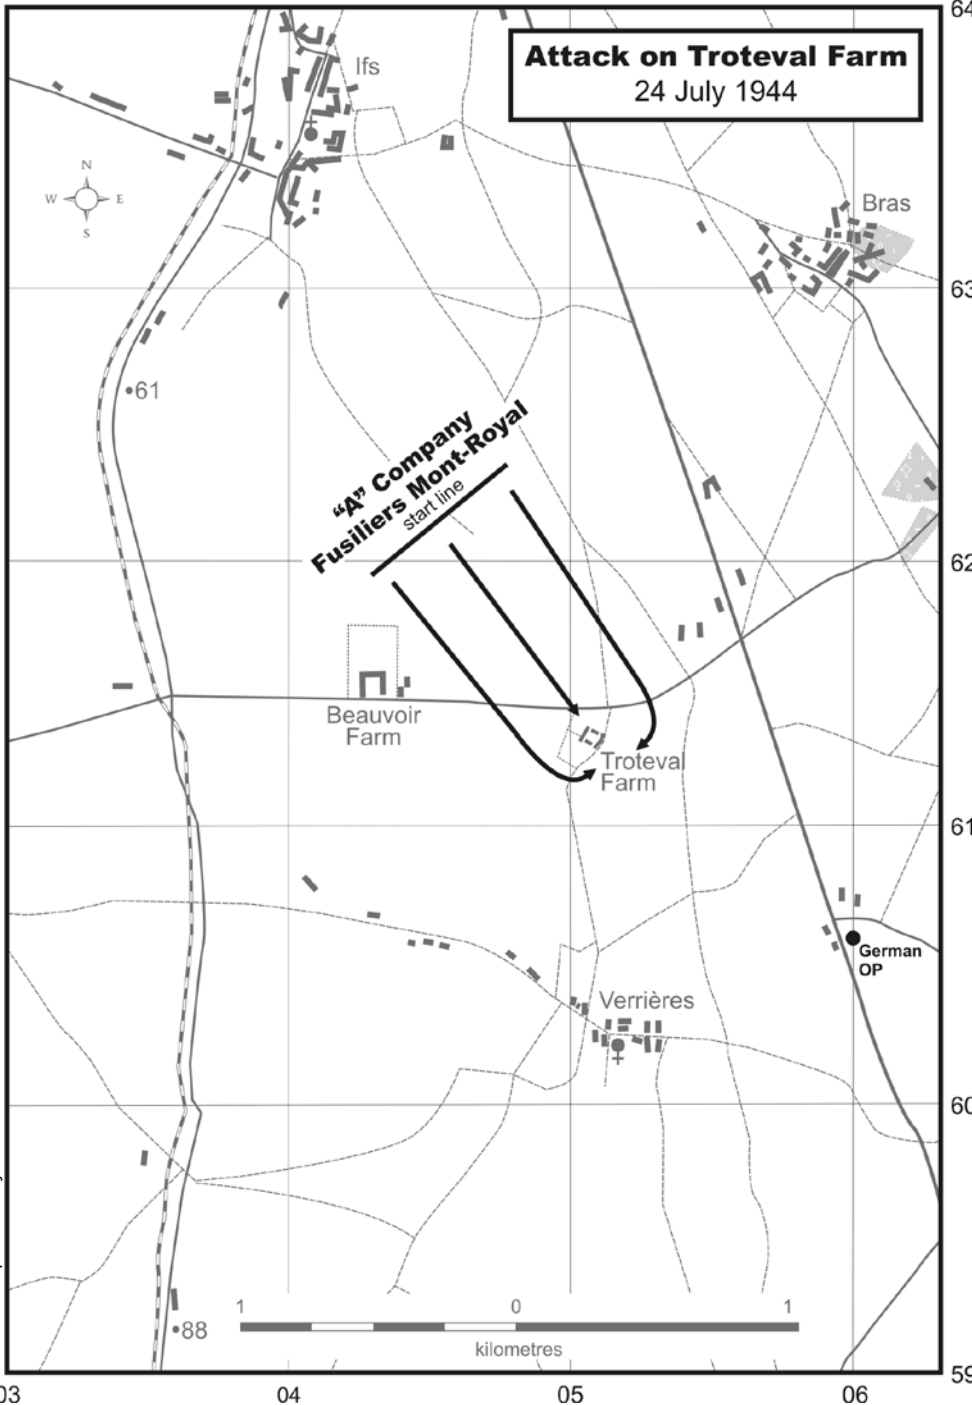 64
Attack on Troteval Farm
24 July 1944
Ifs
N
W E
S
Bras
63
61
"A" Company
Fusiliers Mont-Royal
start line
62
Beauvoir
Farm
Troteval
Farm
61
German
OP
Verrières
60
1 0 1
88
kilometres
59
03 04 05 06